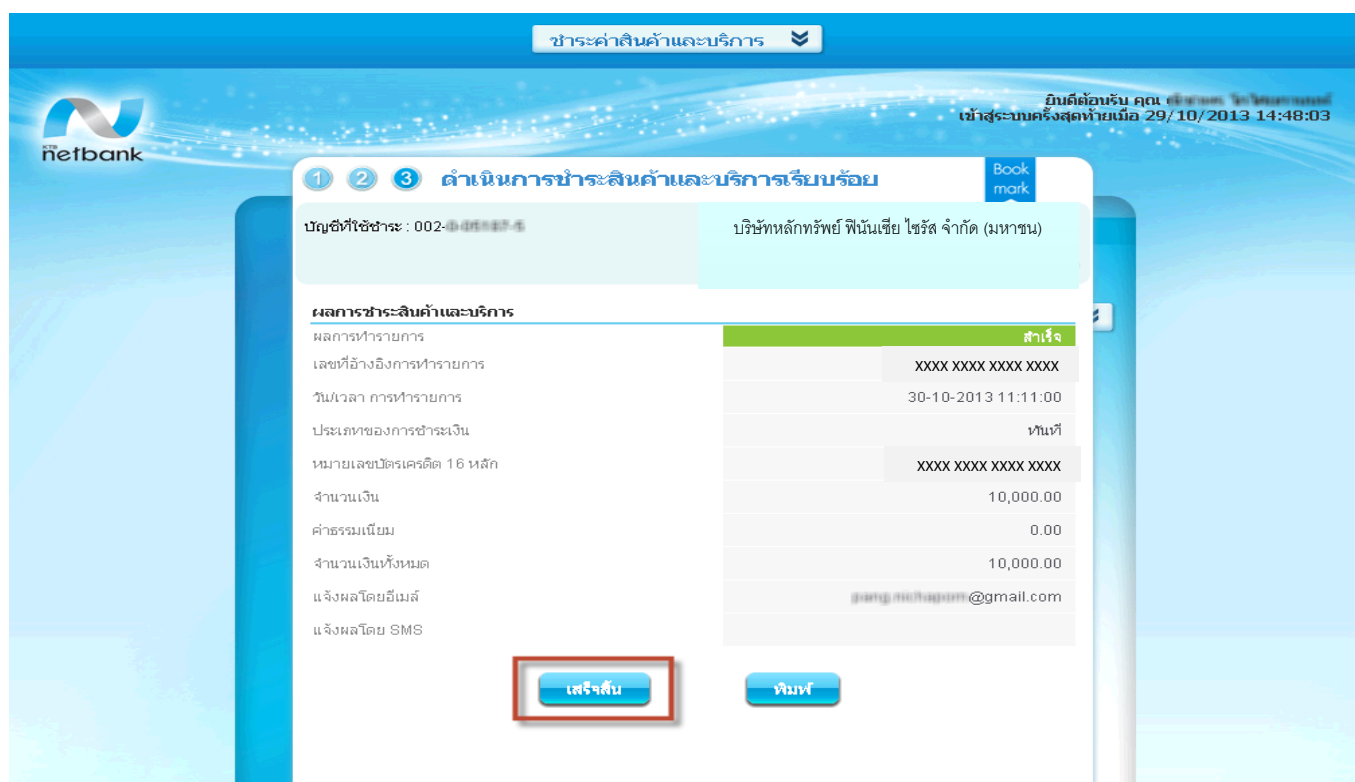 ชำระค่าสินค้าและบริการ
ยินดีต้อนรับ คุณ
เข้าสู่ระบบครั้งสุดท้ายเมื่อ 29/10/2013 14:48:03
KTB
netbank
1 2 3 ดำเนินการชำระสินค้าและบริการเรียบร้อย
Book
mark
บัญชีที่ใช้ชำระ : 002-
บริษัทหลักทรัพย์ ฟินันเซีย ไซรัส จำกัด (มหาชน)
ผลการชำระสินค้าและบริการ
ผลการทำรายการ สำเร็จ
เลขที่อ้างอิงการทำรายการ XXXX XXXX XXXX XXXX
วัน/เวลา การทำรายการ 30-10-2013 11:11:00
ประเภทของการชำระเงิน ทันที
หมายเลขบัตรเครดิต 16 หลัก XXXX XXXX XXXX XXXX
จำนวนเงิน 10,000.00
ค่าธรรมเนียม 0.00
จำนวนเงินทั้งหมด 10,000.00
แจ้งผลโดยอีเมล์ @gmail.com
แจ้งผลโดย SMS
เสร็จสิ้น พิมพ์